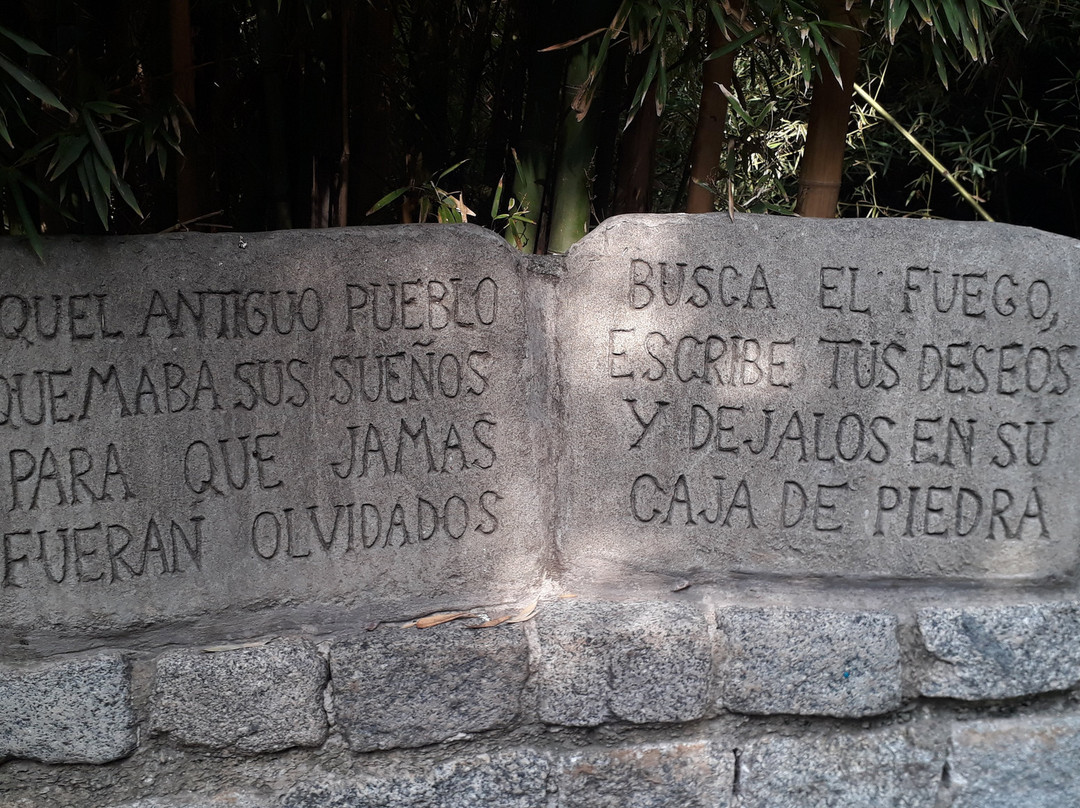 QUEL ANTIGUO PUEBLO
QUEMABA SUS SUEÑOS
PARA QUE JAMAS
FUERAN OLVIDADOS
BUSCA EL FUEGO,
ESCRIBE TUS DESEOS
Y DEJALOS EN SU
CAJA DE PIEDRA